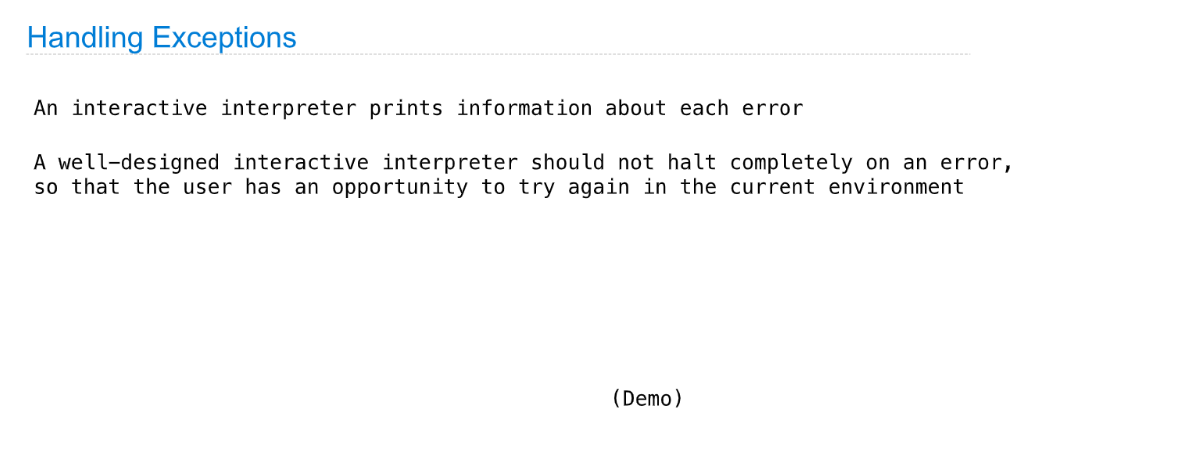 Handling Exceptions
An interactive interpreter prints information about each error
A well–designed interactive interpreter should not halt completely on an error,
so that the user has an opportunity to try again in the current environment
(Demo)